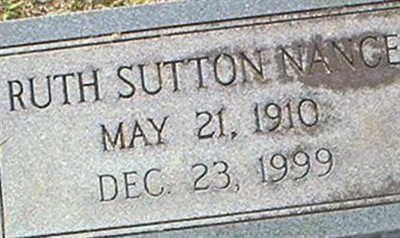 RUTH SUTTON NANCE
MAY 21, 1910
DEC. 23, 1999